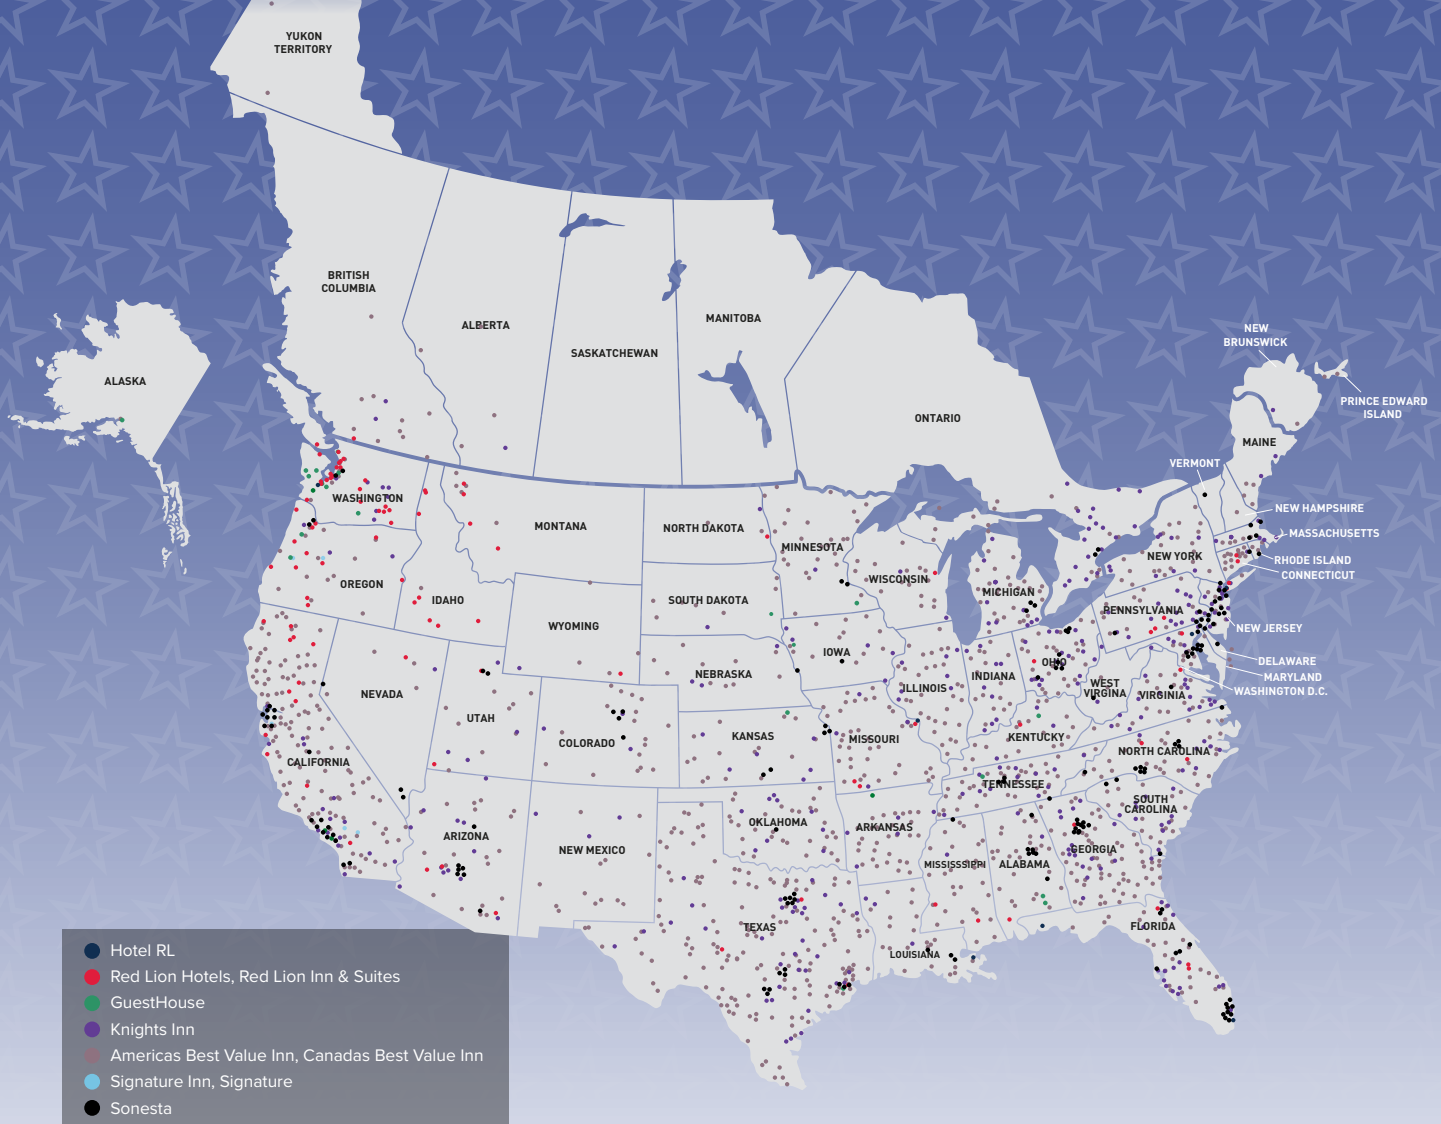 YUKON
TERRITORY
BRITISH
COLUMBIA
ALBERTA
SASKATCHEWAN
MANITOBA
ONTARIO
NEW
BRUNSWICK
PRINCE EDWARD
ISLAND
ALASKA
MAINE
VERMONT
NEW HAMPSHIRE
MASSACHUSETTS
RHODE ISLAND
CONNECTICUT
NEW YORK
WASHINGTON
MONTANA
NORTH DAKOTA
MINNESOTA
WISCONSIN
MICHIGAN
PENNSYLVANIA
NEW JERSEY
OREGON
IDAHO
WYOMING
SOUTH DAKOTA
IOWA
NEBRASKA
ILLINOIS
INDIANA
OHIO
WEST
VIRGINA
VIRGINIA
DELAWARE
MARYLAND
WASHINGTON D.C.
NEVADA
UTAH
COLORADO
KANSAS
MISSOURI
KENTUCKY
NORTH CAROLINA
CALIFORNIA
TENNESSEE
SOUTH
CAROLINA
ARIZONA
NEW MEXICO
OKLAHOMA
ARKANSAS
MISSISSIPPI
ALABAMA
GEORGIA
TEXAS
LOUISIANA
FLORIDA
Hotel RL
Red Lion Hotels, Red Lion Inn & Suites
GuestHouse
Knights Inn
Americas Best Value Inn, Canadas Best Value Inn
Signature Inn, Signature
Sonesta